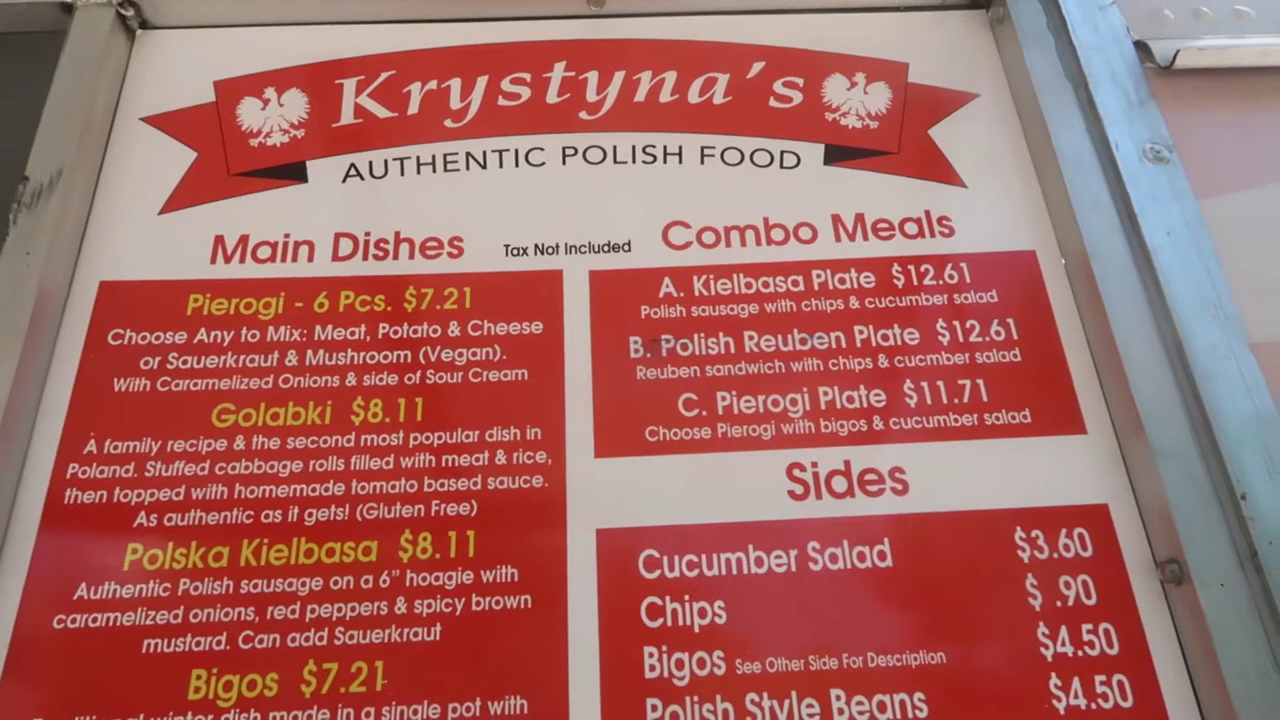 Krystyna's
AUTHENTIC POLISH FOOD
Main Dishes
Tax Not Included
Pierogi - 6 Pcs. $7.21
Choose Any to Mix: Meat, Potato & Cheese
or Sauerkraut & Mushroom (Vegan).
With Caramelized Onions & side of Sour Cream
Golabki $8.11
A family recipe & the second most popular dish in
Poland. Stuffed cabbage rolls filled with meat & rice,
then topped with homemade tomato based sauce.
As authentic as it gets! (Gluten Free)
Polska Kielbasa $8.11
Authentic Polish sausage on a 6" hoagie with
caramelized onions, red peppers & spicy brown
mustard. Can add Sauerkraut
Bigos $7.21
winter dish made in a single pot with
Combo Meals
A. Kielbasa Plate $12.61
Polish sausage with chips & cucumber salad
B. Polish Reuben Plate $12.61
Reuben sandwich with chips & cucmber salad
C. Pierogi Plate $11.71
Choose Pierogi with bigos & cucumber salad
Sides
Cucumber Salad $3.60
Chips $ .90
Bigos See Other Side For Description $4.50
Polish Style Beans $4.50